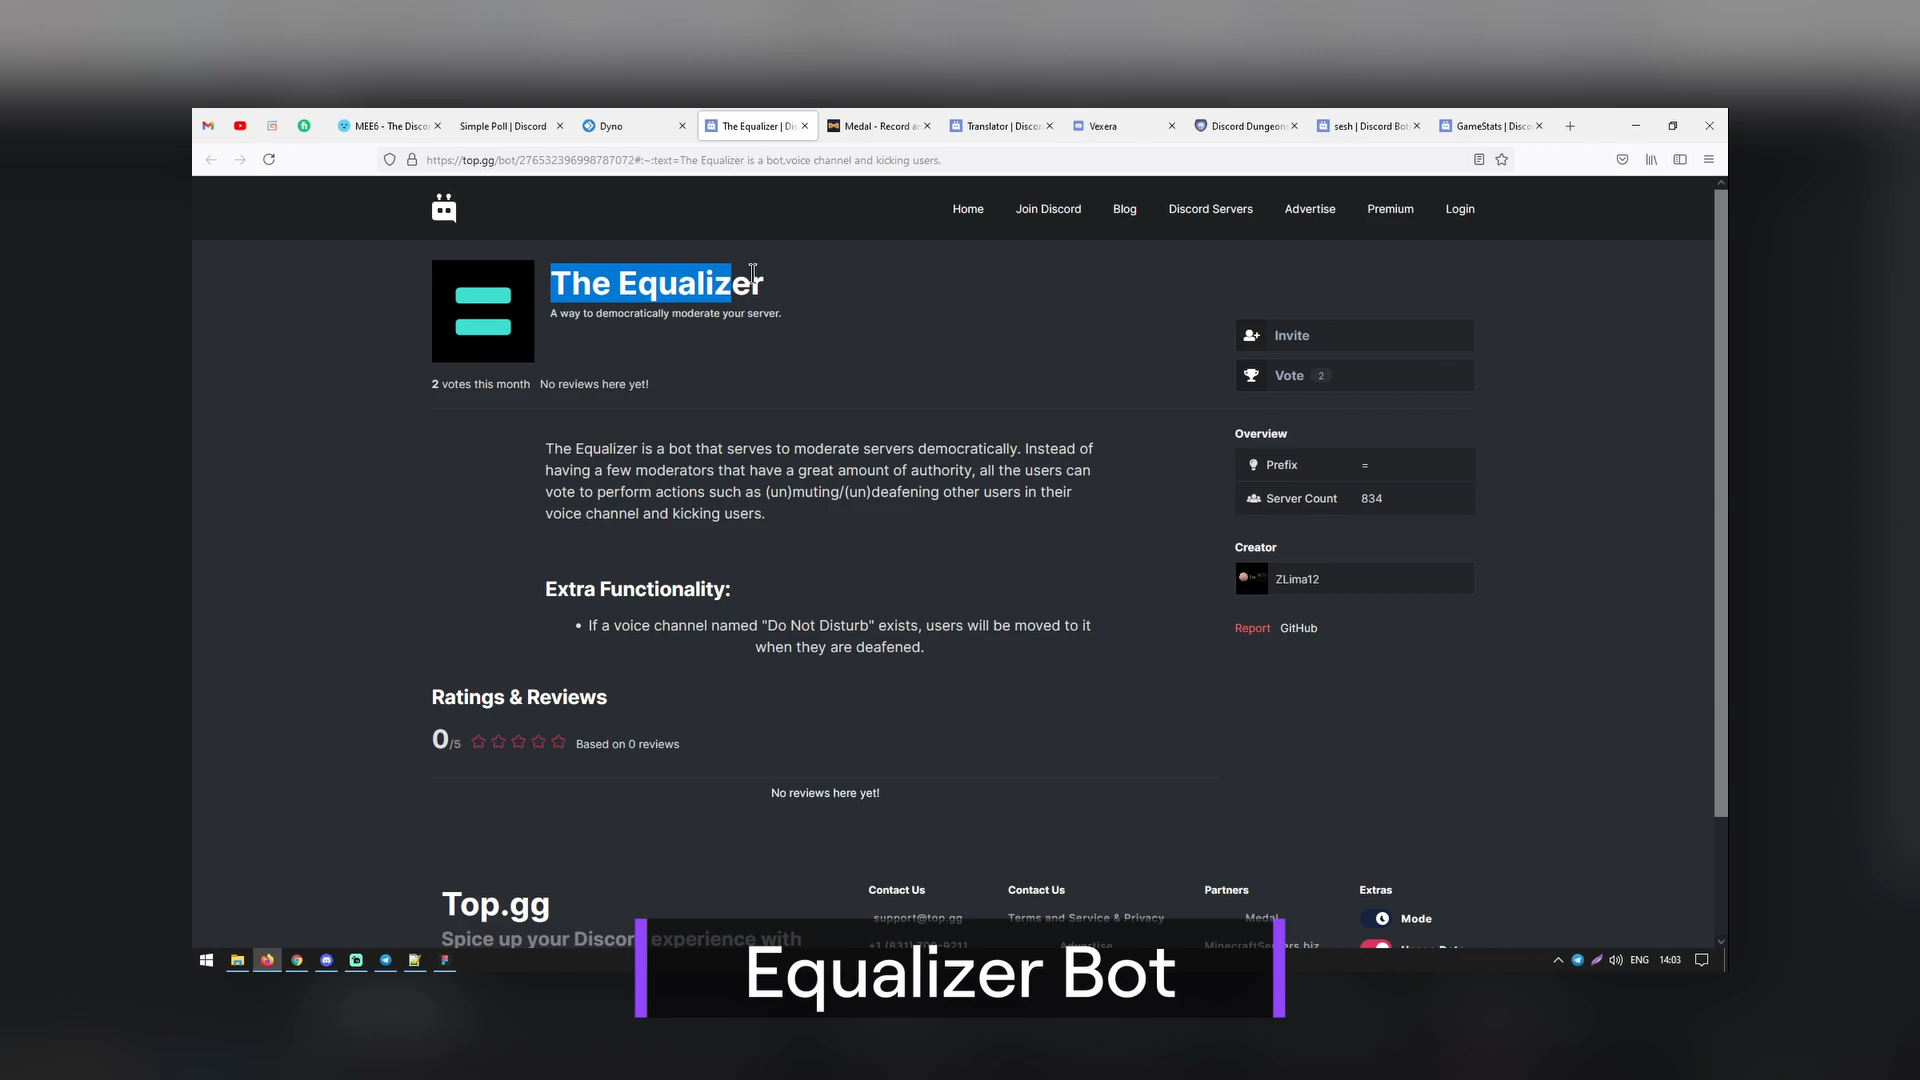 MEE6 - The Discor
Simple Poll | Discord
Dyno
The Equalizer | Dis
Medal - Record an
Translator | Discor
Vexera
Discord Dungeons
sesh | Discord Bot
GameStats | Disco
https://top.gg/bot/276532396998787072#:~:text=The Equalizer is a bot,voice channel and kicking users.
Home
Join Discord
Blog
Discord Servers
Advertise
Premium
Login
The Equalizer
A way to democratically moderate your server.
2 votes this month No reviews here yet!
Invite
Vote 2
The Equalizer is a bot that serves to moderate servers democratically. Instead of
having a few moderators that have a great amount of authority, all the users can
vote to perform actions such as (un)muting/(un)deafening other users in their
voice channel and kicking users.
Extra Functionality:
• If a voice channel named "Do Not Disturb" exists, users will be moved to it
when they are deafened.
Overview
Prefix =
Server Count 834
Creator
ZLima12
Report GitHub
Ratings & Reviews
0/5 Based on 0 reviews
No reviews here yet!
Top.gg
Spice up your Discord experience with
Contact Us
support@top.gg
Contact Us
Terms and Service & Privacy
Advertise
Partners
Medal
Extras
Mode
Equalizer Bot
ENG 14:03